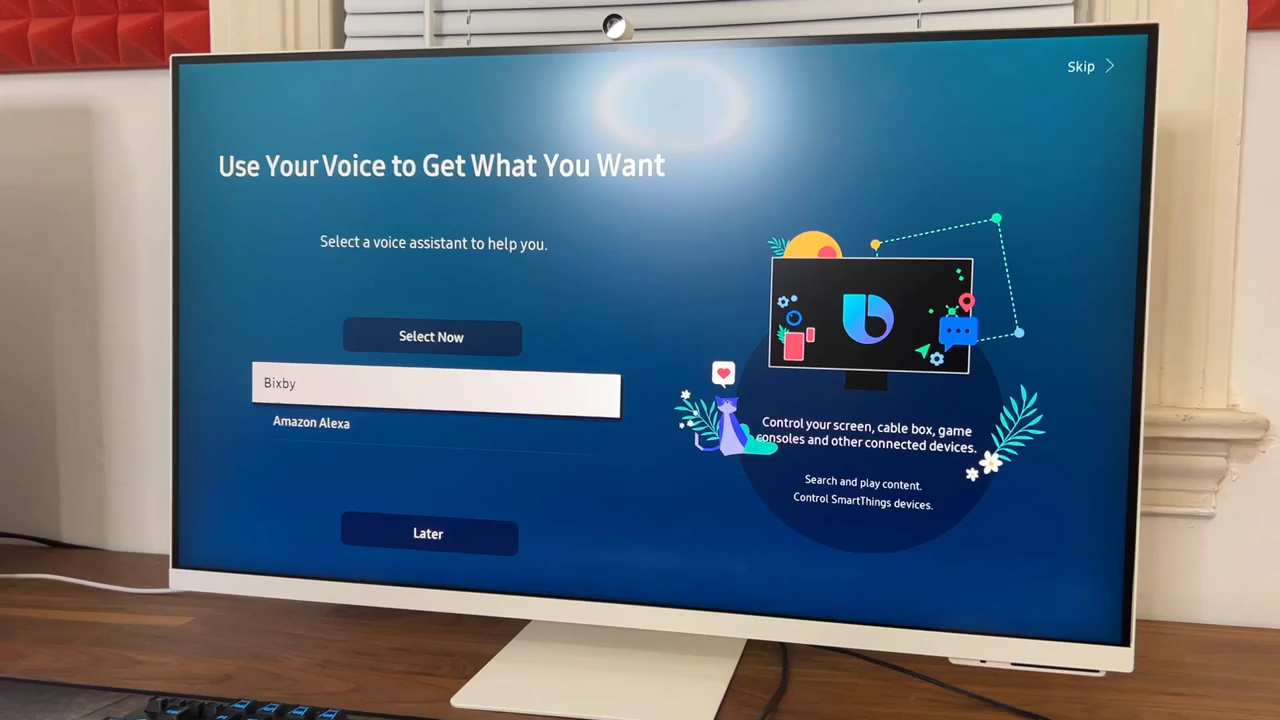 Skip
Use Your Voice to Get What You Want
Select a voice assistant to help you.
Select Now
Bixby
Amazon Alexa
Later
Control your screen, cable box, game
consoles and other connected devices.
Search and play content.
Control SmartThings devices.